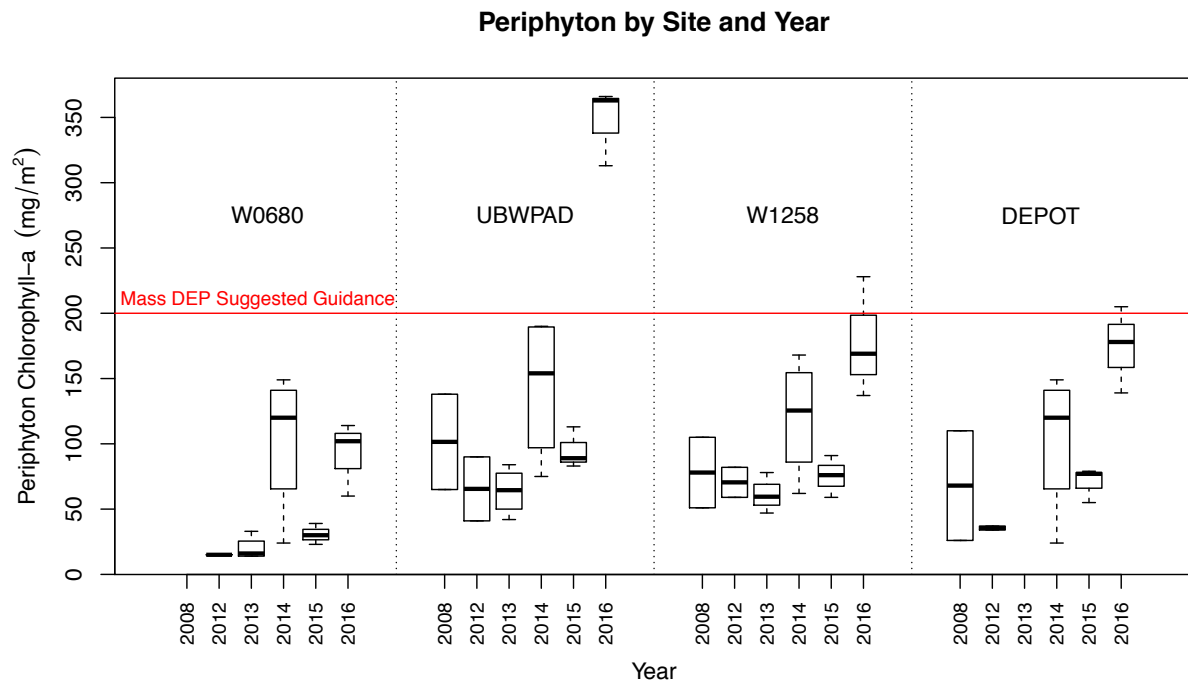 Periphyton by Site and Year
Periphyton Chlorophyll−a (mg/m²)
350
300
250
200
150
100
50
0
W0680
UBWPAD
W1258
DEPOT
Mass DEP Suggested Guidance
2008 2012 2013 2014 2015 2016
2008 2012 2013 2014 2015 2016
2008 2012 2013 2014 2015 2016
2008 2012 2013 2014 2015 2016
Year